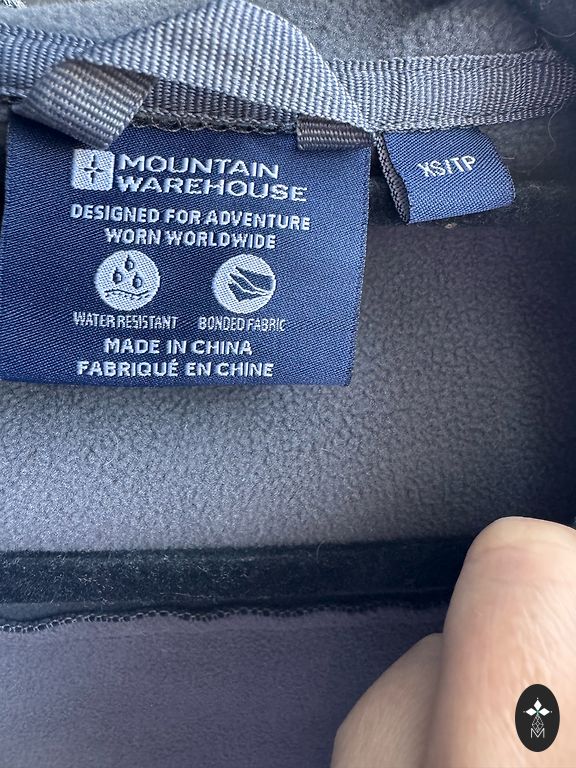 MOUNTAIN
WAREHOUSE
DESIGNED FOR ADVENTURE
WORN WORLDWIDE
WATER RESISTANT
BONDED FABRIC
MADE IN CHINA
FABRIQUÉ EN CHINE
XS/TP
M